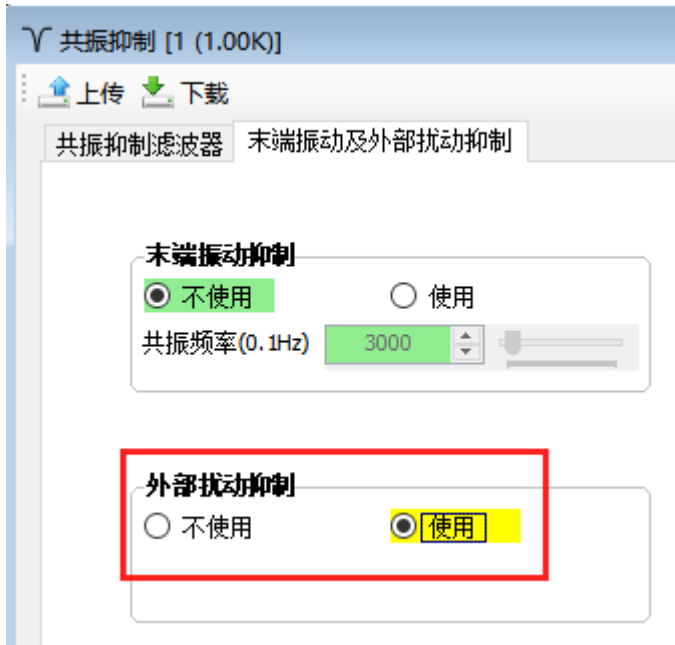 共振抑制 [1 (1.00K)]
上传 下载
共振抑制滤波器 末端振动及外部扰动抑制
末端振动抑制
不使用 使用
共振频率(0.1Hz) 3000
外部扰动抑制
不使用 使用